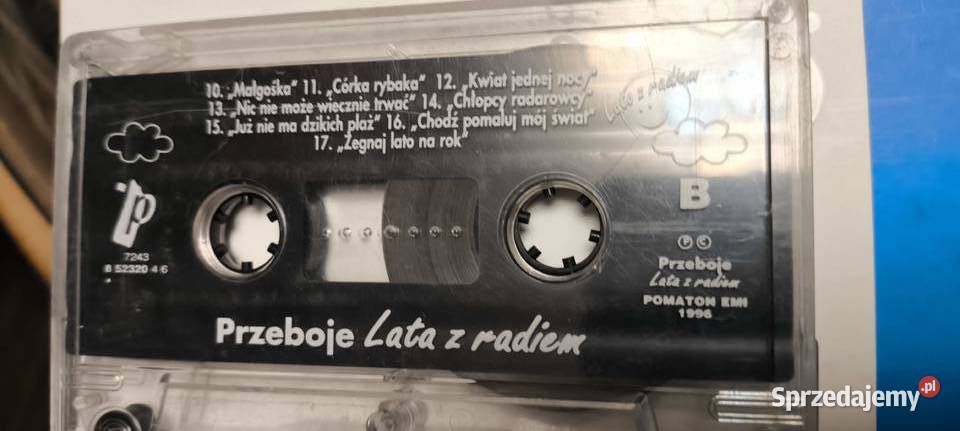 10. „Małgośka" 11. „Córka rybaka" 12. „Kwiat jednej nocy"
13. „Nic nie może wiecznie trwać" 14. „Chłopcy radarowcy"
15. „Już nie ma dzikich plaż" 16. „Chodź pomaluj mój świat"
17. „Żegnaj lato na rok"
Lato z radiem
B
7243
8 52320 4 6
Ⓟ ©
Przeboje
Lata z radiem
POMATON EMI
1996
Przeboje Lata z radiem
Sprzedajemy.pl